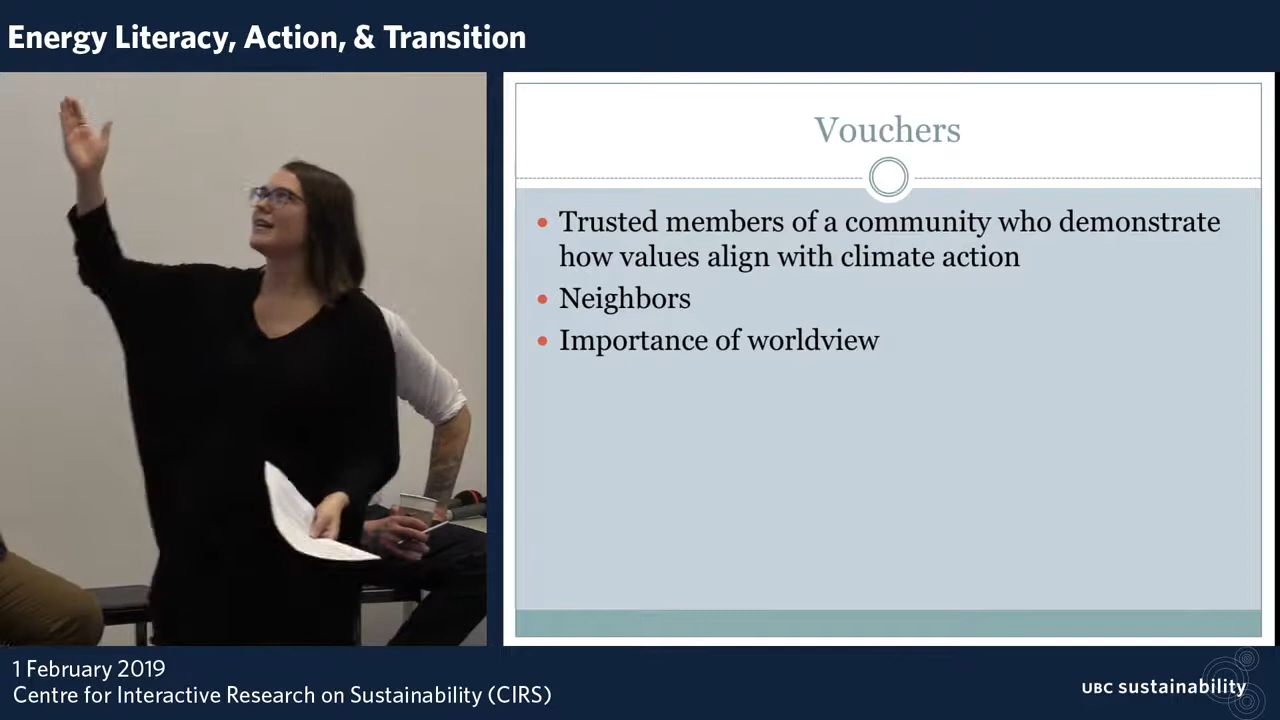 Energy Literacy, Action, & Transition
Vouchers
• Trusted members of a community who demonstrate
how values align with climate action
• Neighbors
• Importance of worldview
1 February 2019
Centre for Interactive Research on Sustainability (CIRS)
UBC sustainability